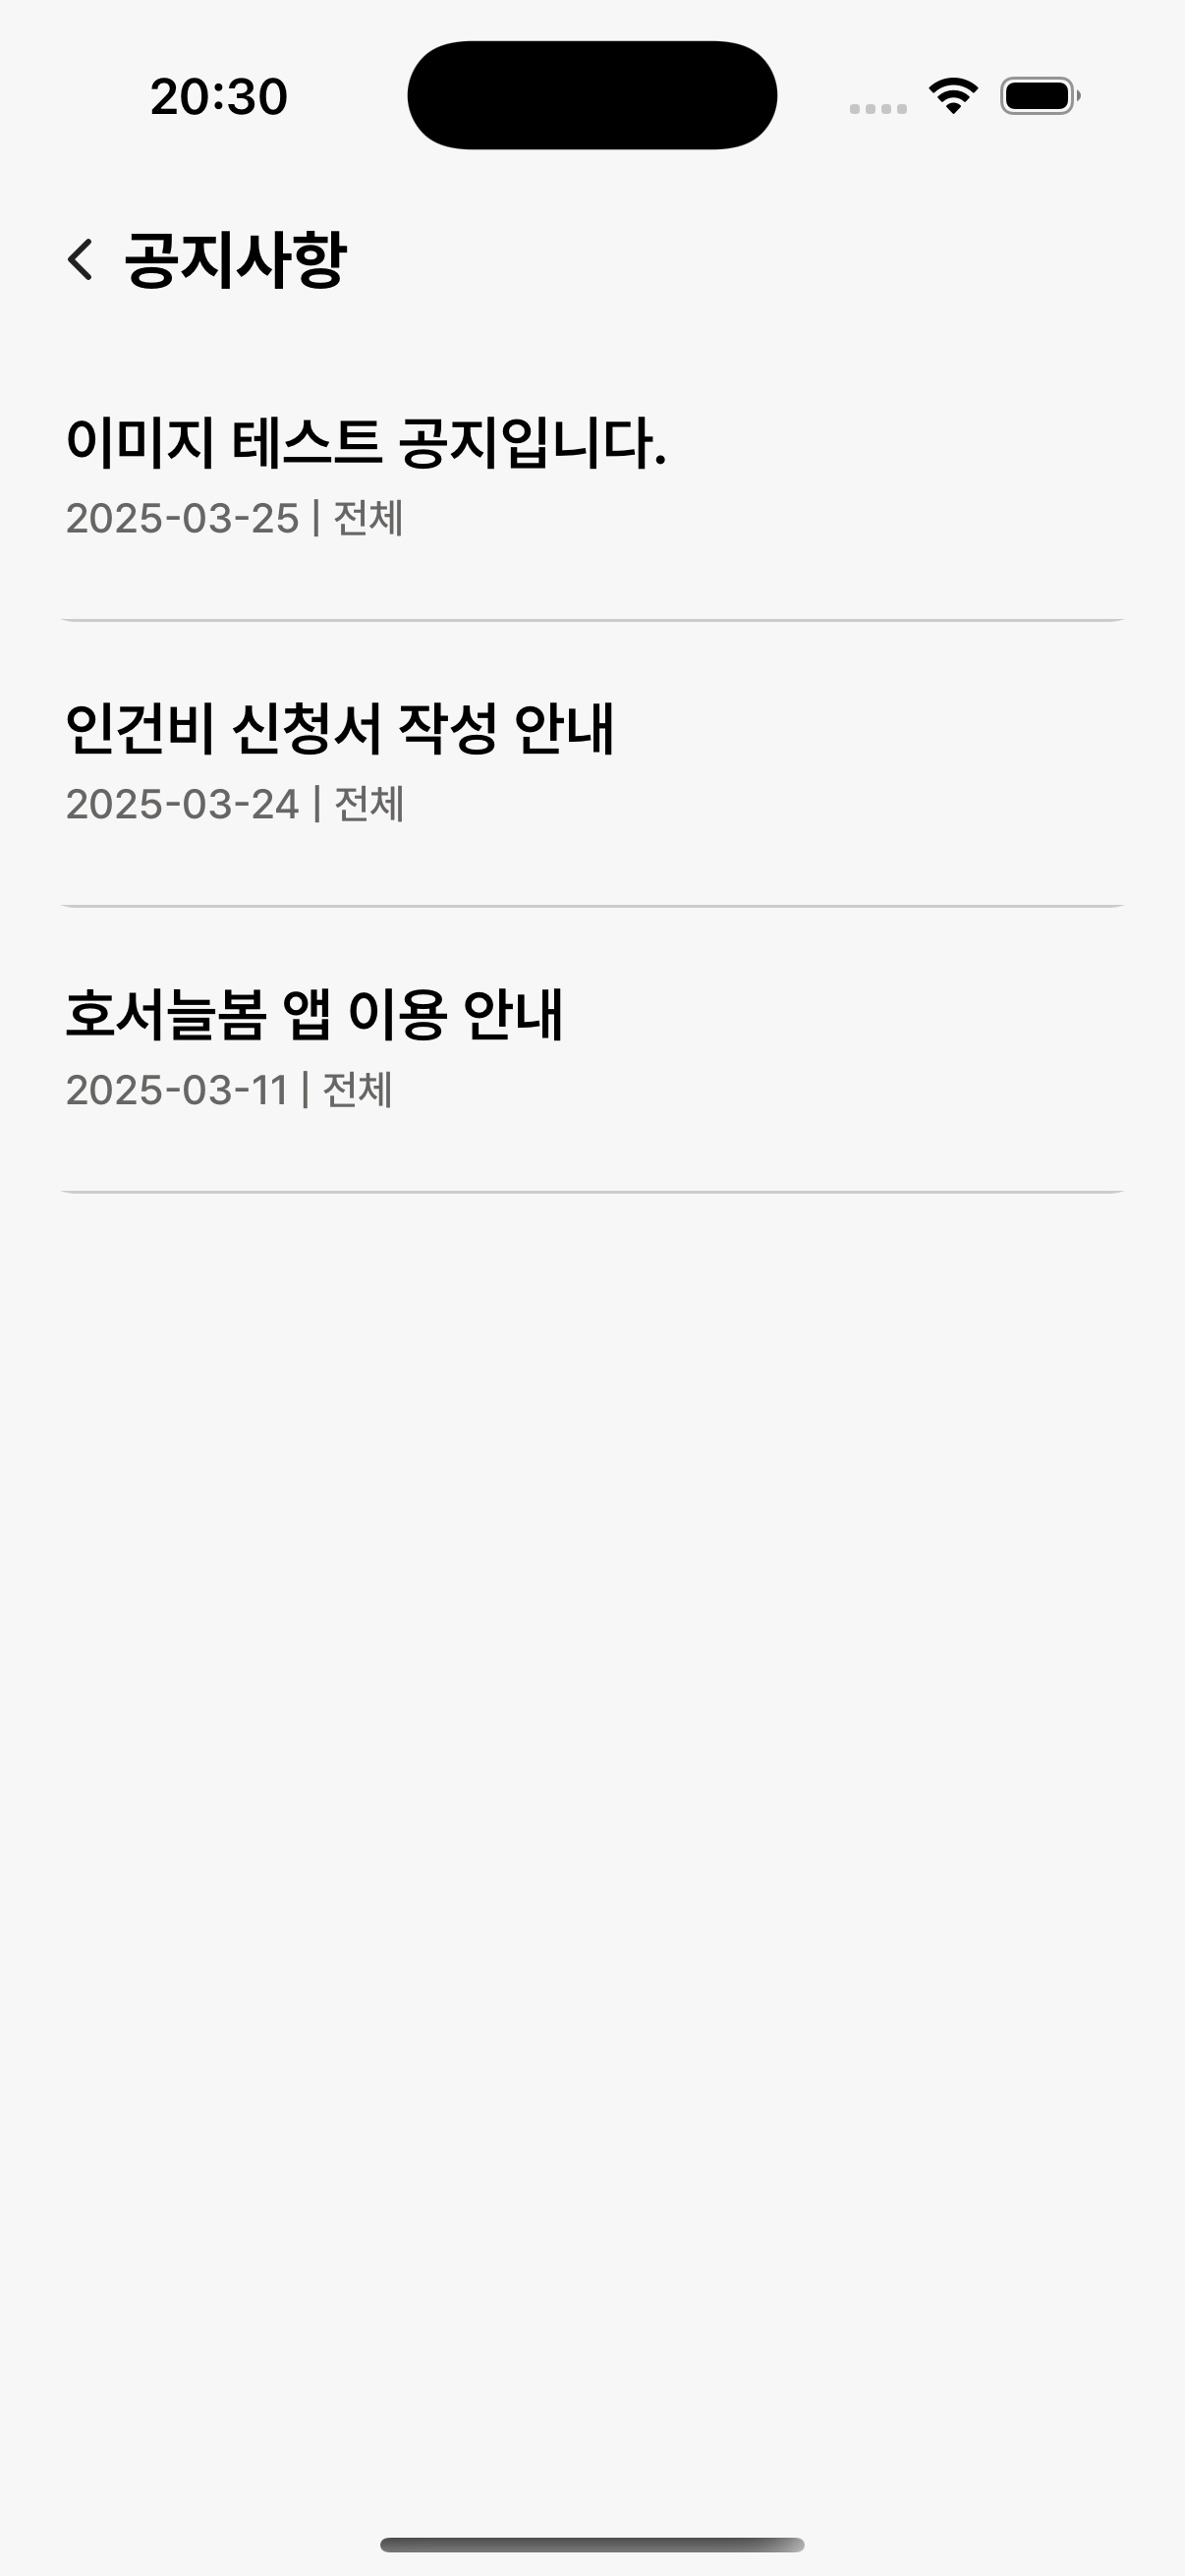 20:30
공지사항
이미지 테스트 공지입니다.
2025-03-25 | 전체
인건비 신청서 작성 안내
2025-03-24 | 전체
호서늘봄 앱 이용 안내
2025-03-11 | 전체